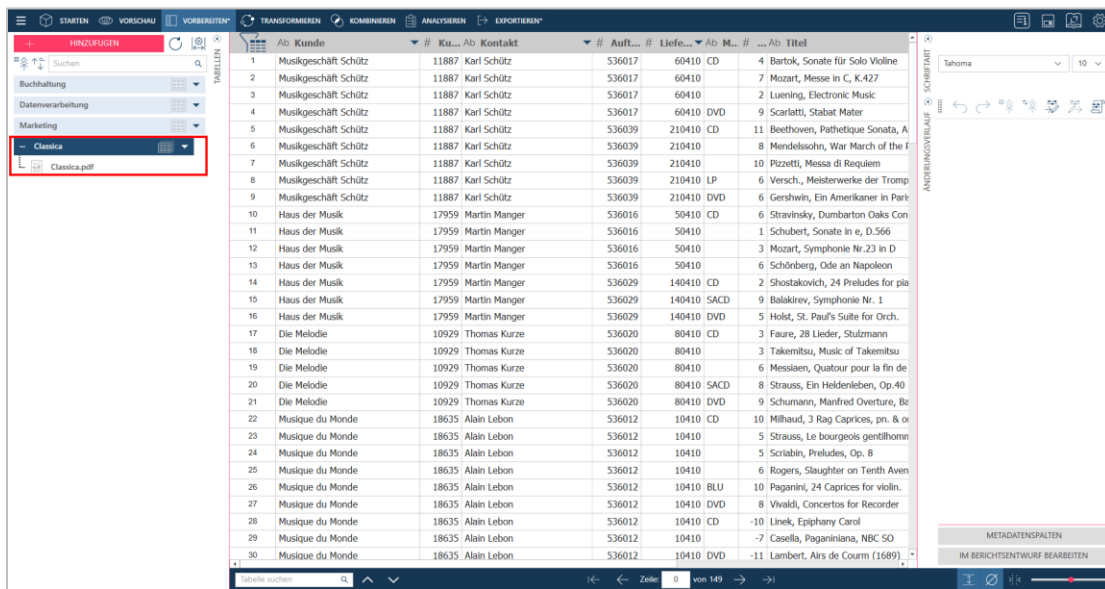 STARTEN VORSCHAU VORBEREITEN* TRANSFORMIEREN KOMBINIEREN ANALYSIEREN EXPORTIEREN*
HINZUFUGEN
Suchen
Buchhaltung
Datenverarbeitung
Marketing
Classica
Classica.pdf
TABELLEN
Ab Kunde # Ku... Ab Kontakt # Auft... # Liefe... Ab M... # ... Ab Titel
1 Musikgeschäft Schütz 11887 Karl Schütz 536017 60410 CD 4 Bartok, Sonate für Solo Violine
2 Musikgeschäft Schütz 11887 Karl Schütz 536017 60410 7 Mozart, Messe in C, K.427
3 Musikgeschäft Schütz 11887 Karl Schütz 536017 60410 2 Luening, Electronic Music
4 Musikgeschäft Schütz 11887 Karl Schütz 536017 60410 DVD 9 Scarlatti, Stabat Mater
5 Musikgeschäft Schütz 11887 Karl Schütz 536039 210410 CD 11 Beethoven, Pathetique Sonata, A
6 Musikgeschäft Schütz 11887 Karl Schütz 536039 210410 8 Mendelssohn, War March of the P
7 Musikgeschäft Schütz 11887 Karl Schütz 536039 210410 10 Pizzetti, Messa di Requiem
8 Musikgeschäft Schütz 11887 Karl Schütz 536039 210410 LP 6 Versch., Meisterwerke der Tromp
9 Musikgeschäft Schütz 11887 Karl Schütz 536039 210410 DVD 6 Gershwin, Ein Amerikaner in Paris
10 Haus der Musik 17959 Martin Manger 536016 50410 CD 6 Stravinsky, Dumbarton Oaks Con
11 Haus der Musik 17959 Martin Manger 536016 50410 1 Schubert, Sonate in e, D.566
12 Haus der Musik 17959 Martin Manger 536016 50410 3 Mozart, Symphonie Nr.23 in D
13 Haus der Musik 17959 Martin Manger 536016 50410 6 Schönberg, Ode an Napoleon
14 Haus der Musik 17959 Martin Manger 536029 140410 CD 2 Shostakovich, 24 Preludes for pia
15 Haus der Musik 17959 Martin Manger 536029 140410 SACD 9 Balakirev, Symphonie Nr. 1
16 Haus der Musik 17959 Martin Manger 536029 140410 DVD 5 Holst, St. Paul's Suite for Orch.
17 Die Melodie 10929 Thomas Kurze 536020 80410 CD 3 Faure, 28 Lieder, Stulzmann
18 Die Melodie 10929 Thomas Kurze 536020 80410 3 Takemitsu, Music of Takemitsu
19 Die Melodie 10929 Thomas Kurze 536020 80410 6 Messiaen, Quatour pour la fin de
20 Die Melodie 10929 Thomas Kurze 536020 80410 SACD 8 Strauss, Ein Heldenleben, Op.40
21 Die Melodie 10929 Thomas Kurze 536020 80410 DVD 9 Schumann, Manfred Overture, Ba
22 Musique du Monde 18635 Alain Lebon 536012 10410 CD 10 Milhaud, 3 Rag Caprices, pn. & or
23 Musique du Monde 18635 Alain Lebon 536012 10410 5 Strauss, Le bourgeois gentilhomm
24 Musique du Monde 18635 Alain Lebon 536012 10410 5 Scriabin, Preludes, Op. 8
25 Musique du Monde 18635 Alain Lebon 536012 10410 6 Rogers, Slaughter on Tenth Aven
26 Musique du Monde 18635 Alain Lebon 536012 10410 BLU 10 Paganini, 24 Caprices for violin.
27 Musique du Monde 18635 Alain Lebon 536012 10410 DVD 8 Vivaldi, Concertos for Recorder
28 Musique du Monde 18635 Alain Lebon 536012 10410 CD -10 Linek, Epiphany Carol
29 Musique du Monde 18635 Alain Lebon 536012 10410 -7 Casella, Paganiniana, NBC SO
30 Musique du Monde 18635 Alain Lebon 536012 10410 DVD -11 Lambert, Airs de Courm (1689)
Tabelle suchen Zeile: 0 von 149
SCHRIFTART
Tahoma 10
ÄNDERUNGSVERLAUF
METADATENSPALTEN
IM BERICHTSENTWURF BEARBEITEN